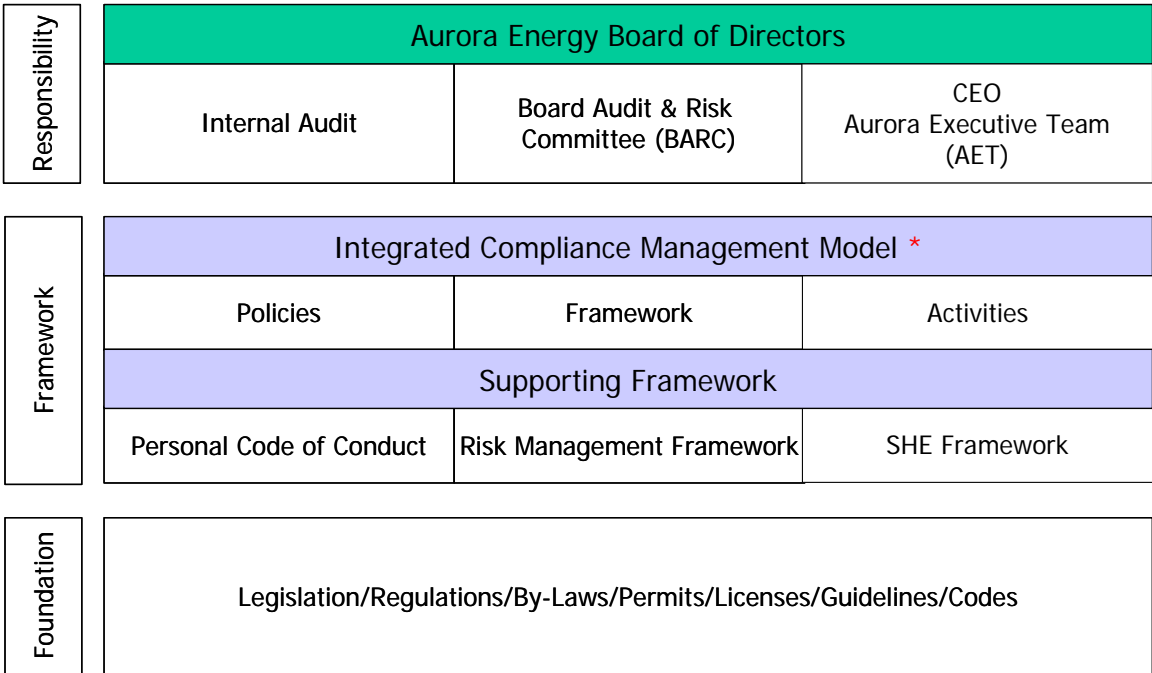 Responsibility
Aurora Energy Board of Directors
Internal Audit
Board Audit & Risk
Committee (BARC)
CEO
Aurora Executive Team
(AET)
Framework
Integrated Compliance Management Model *
Policies
Framework
Activities
Supporting Framework
Personal Code of Conduct
Risk Management Framework
SHE Framework
Foundation
Legislation/Regulations/By-Laws/Permits/Licenses/Guidelines/Codes